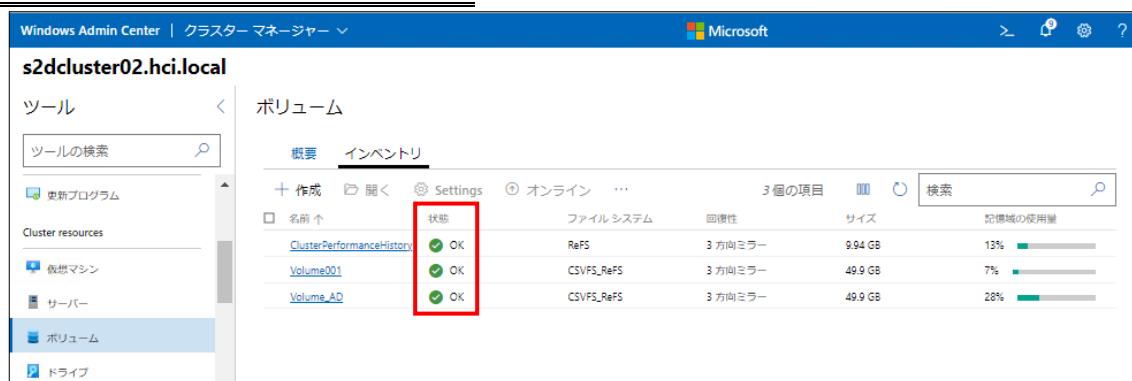 Windows Admin Center | クラスター マネージャー Microsoft 9 ?
s2dcluster02.hci.local
ツール
ツールの検索
更新プログラム
Cluster resources
仮想マシン
サーバー
ボリューム
ドライブ
ボリューム
概要 インベントリ
作成 開く Settings オンライン … 3 個の項目 検索
名前 状態 ファイル システム 回復性 サイズ 記憶域の使用量
ClusterPerformanceHistory OK ReFS 3 方向ミラー 9.94 GB 13%
Volume001 OK CSVFS_ReFS 3 方向ミラー 49.9 GB 7%
Volume_AD OK CSVFS_ReFS 3 方向ミラー 49.9 GB 28%